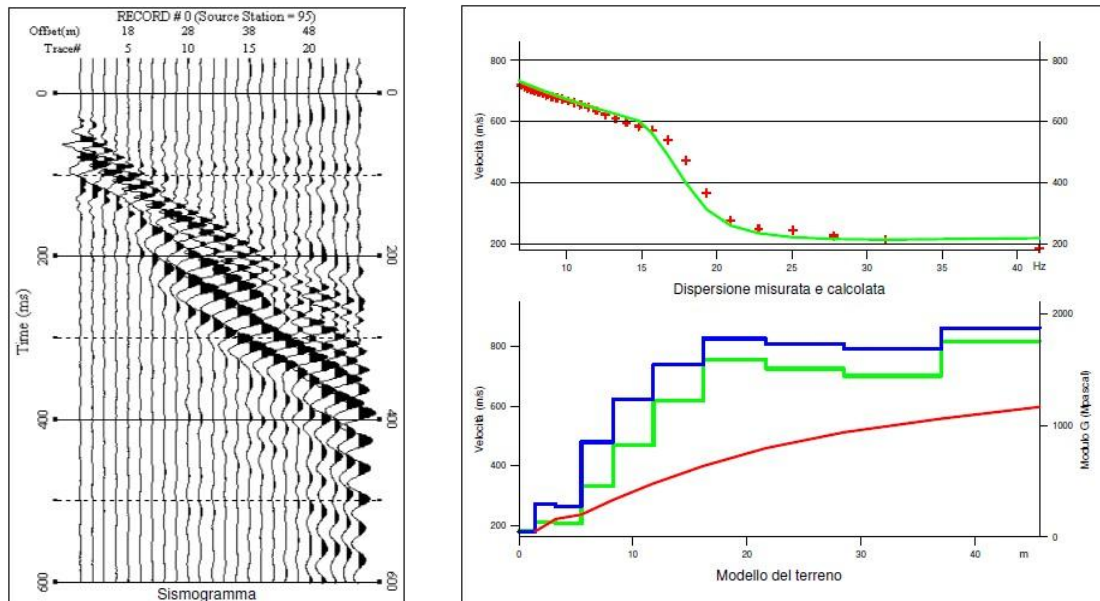 RECORD # 0 (Source Station = 95)
Offset(m) 18 28 38 48
Trace# 5 10 15 20
0 0
200 200
Time (ms)
400 400
600 600
Sismogramma
800 800
600 600
Velocità (m/s)
400 400
200 200
10 15 20 25 30 35 40 Hz
Dispersione misurata e calcolata
2000
800
600
Velocità (m/s)
1000
Modulo G (Mpascal)
400
200
0
0 10 20 30 40 m
Modello del terreno